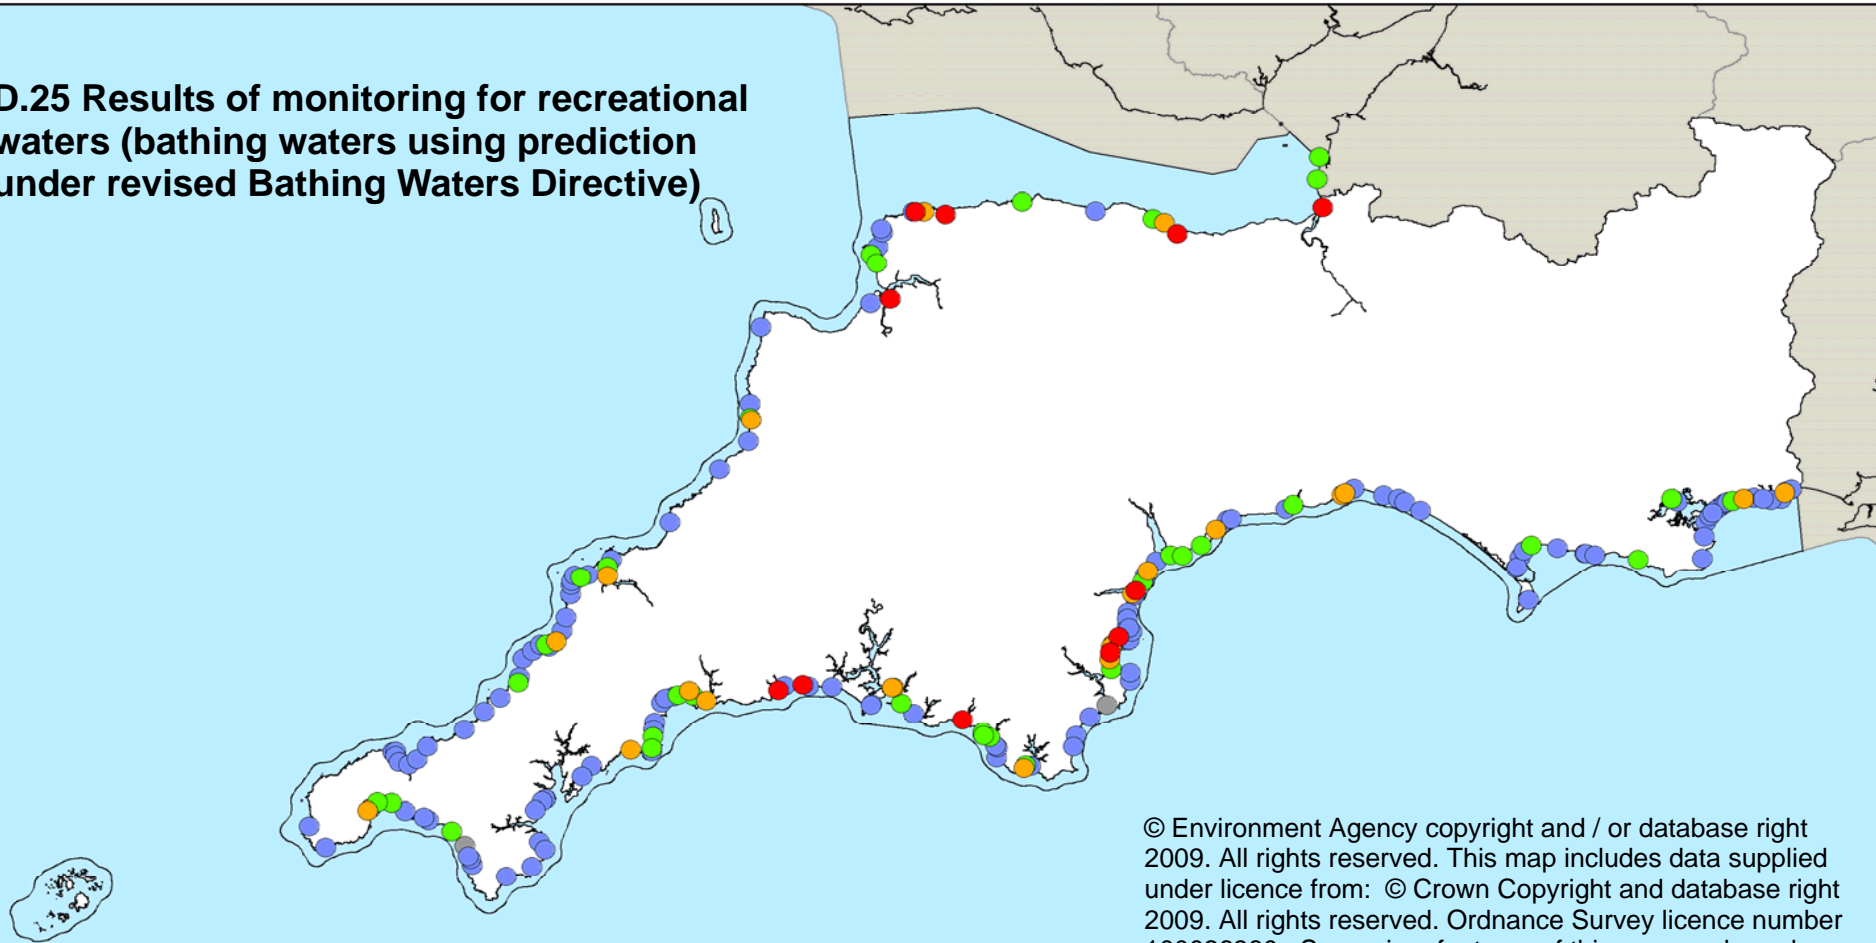 D.25 Results of monitoring for recreational
waters (bathing waters using prediction
under revised Bathing Waters Directive)
© Environment Agency copyright and / or database right
2009. All rights reserved. This map includes data supplied
under licence from: © Crown Copyright and database right
2009. All rights reserved. Ordnance Survey licence number